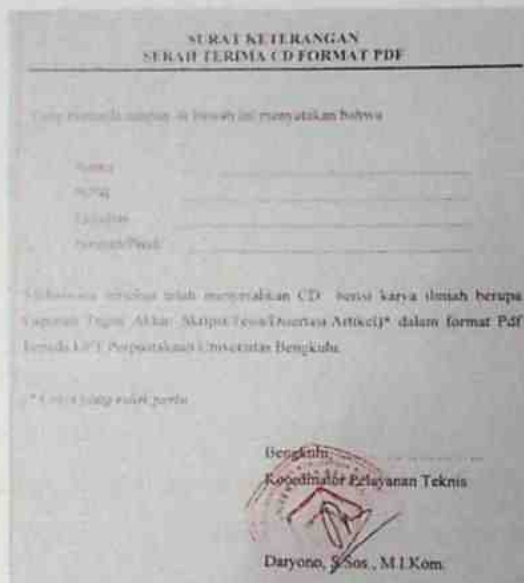 SURAT KETERANGAN
SERAH TERIMA CD FORMAT PDF
Yang bertanda tangan di bawah ini menyatakan bahwa
Nama
NPM
Fakultas
Jurusan/Prodi
Mahasiswa tersebut telah menyerahkan CD berisi karya ilmiah berupa
(Laporan Tugas Akhir/Skripsi/Tesis/Disertasi/Artikel)* dalam format Pdf
kepada UPT Perpustakaan Universitas Bengkulu.
* Coret yang tidak perlu
Bengkulu,
Koordinator Pelayanan Teknis
Daryono, S.Sos., M.I.Kom.